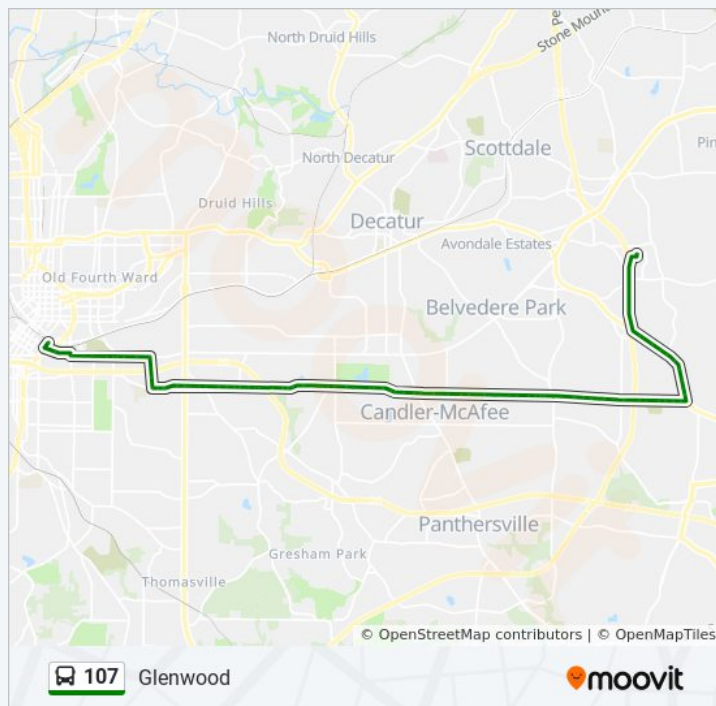 North Druid Hills
Stone Mou
Pe
Scottdale
Pin
North Decatur
Druid Hills
Decatur
Avondale Estates
Old Fourth Ward
Belvedere Park
Candler-McAfee
Panthersville
Gresham Park
Thomasville
© OpenStreetMap contributors | © OpenMapTiles
107 Glenwood
moovit